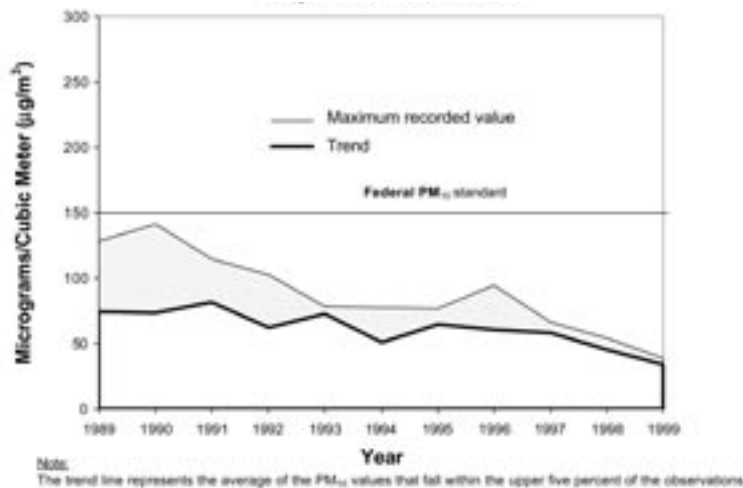 300
250
200
150
100
50
0
Micrograms/Cubic Meter (µg/m³)
Maximum recorded value
Trend
Federal PM₁₀ standard
1989 1990 1991 1992 1993 1994 1995 1996 1997 1998 1999
Year
Note:
The trend line represents the average of the PM₁₀ values that fall within the upper five percent of the observations